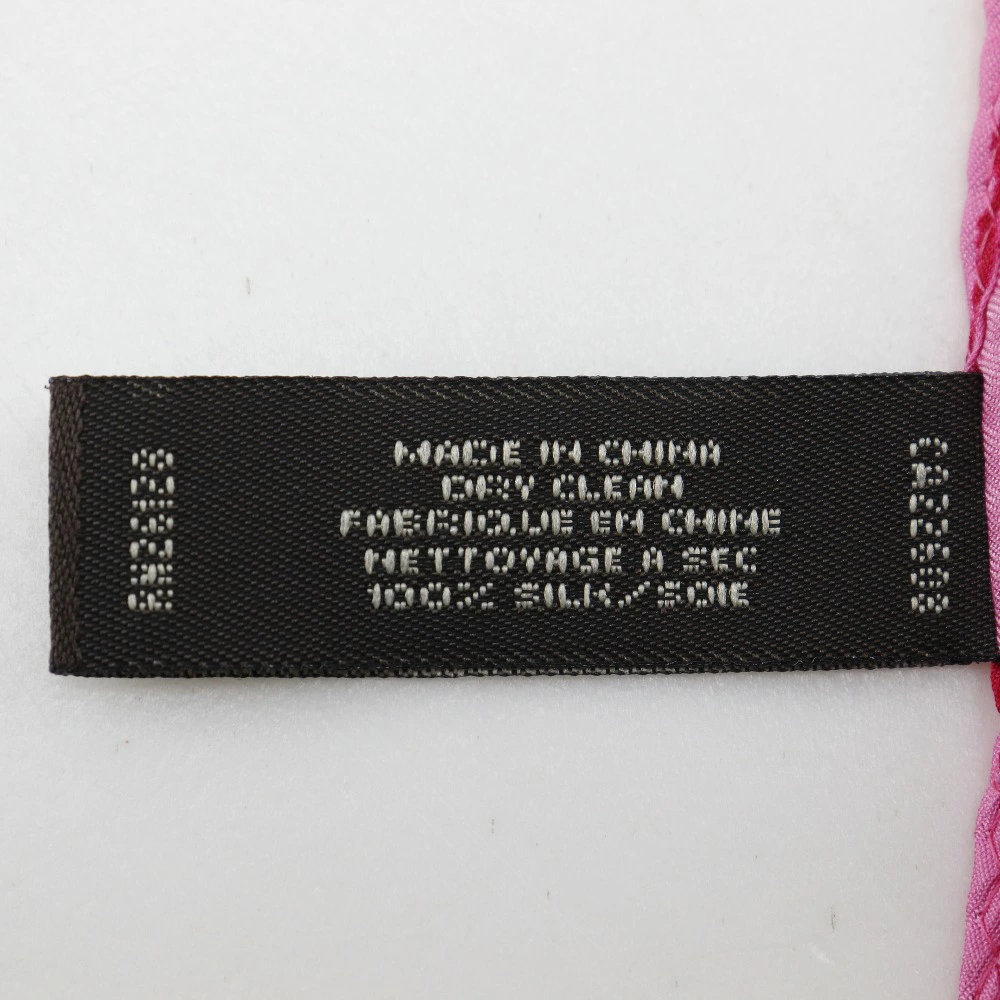 MADE IN CHINA
DRY CLEAN
FABRIQUE EN CHINE
NETTOYAGE A SEC
100% SILK/SOIE